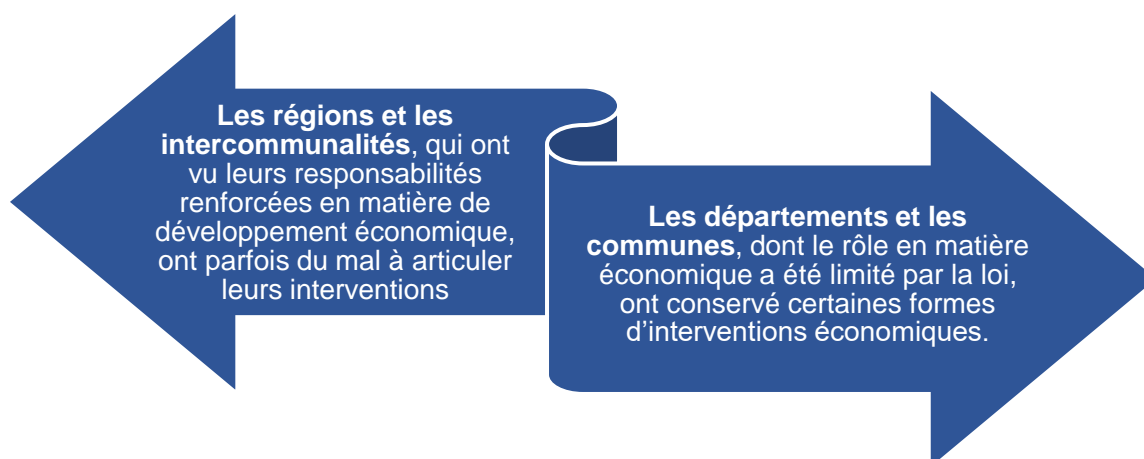 Les régions et les
intercommunalités, qui ont
vu leurs responsabilités
renforcées en matière de
développement économique,
ont parfois du mal à articuler
leurs interventions
Les départements et les
communes, dont le rôle en matière
économique a été limité par la loi,
ont conservé certaines formes
d’interventions économiques.